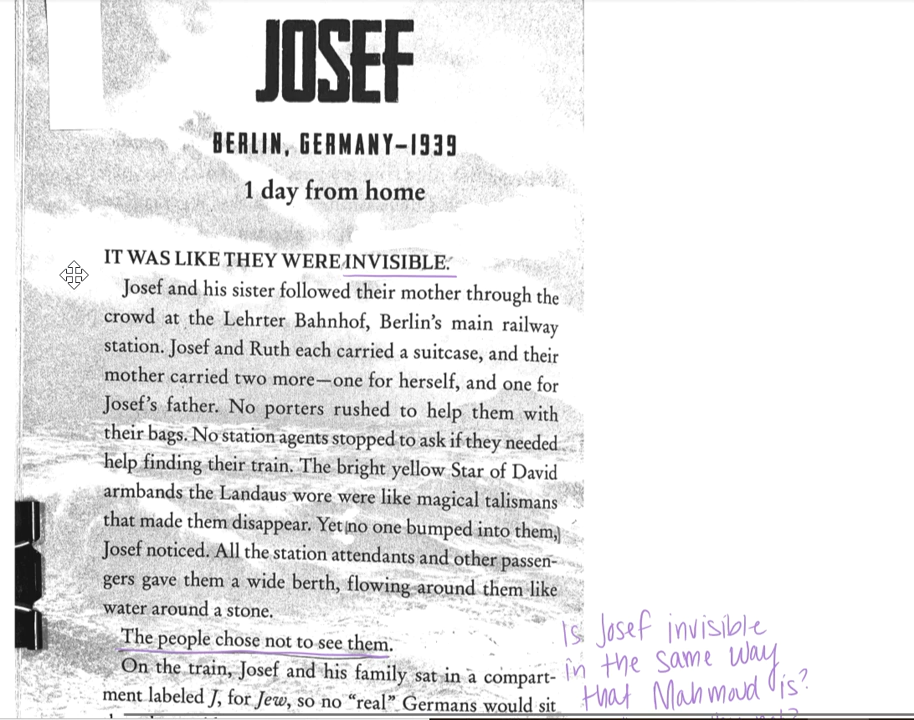 JOSEF
BERLIN, GERMANY–1939
1 day from home
IT WAS LIKE THEY WERE INVISIBLE.
Josef and his sister followed their mother through the
crowd at the Lehrter Bahnhof, Berlin's main railway
station. Josef and Ruth each carried a suitcase, and their
mother carried two more—one for herself, and one for
Josef's father. No porters rushed to help them with
their bags. No station agents stopped to ask if they needed
help finding their train. The bright yellow Star of David
armbands the Landaus wore were like magical talismans
that made them disappear. Yet no one bumped into them,
Josef noticed. All the station attendants and other passen-
gers gave them a wide berth, flowing around them like
water around a stone.
The people chose not to see them.
On the train, Josef and his family sat in a compart-
ment labeled J, for Jew, so no "real" Germans would sit
Is Josef invisible
in the same way
that Mahmoud is?